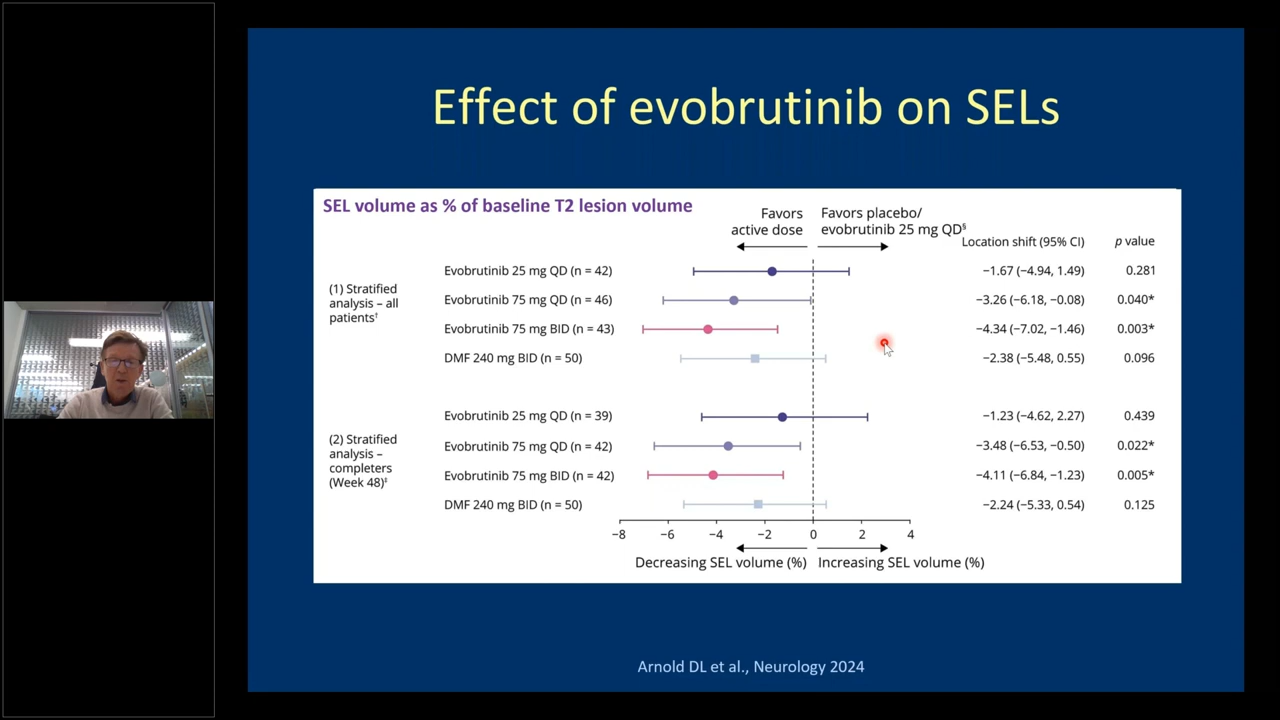 Effect of evobrutinib on SELs
SEL volume as % of baseline T2 lesion volume
Favors
active dose
Favors placebo/
evobrutinib 25 mg QD§
Location shift (95% CI)
p value
(1) Stratified
analysis – all
patients†
Evobrutinib 25 mg QD (n = 42)
−1.67 (−4.94, 1.49)
0.281
Evobrutinib 75 mg QD (n = 46)
−3.26 (−6.18, −0.08)
0.040*
Evobrutinib 75 mg BID (n = 43)
−4.34 (−7.02, −1.46)
0.003*
DMF 240 mg BID (n = 50)
−2.38 (−5.48, 0.55)
0.096
(2) Stratified
analysis –
completers
(Week 48)‡
Evobrutinib 25 mg QD (n = 39)
−1.23 (−4.62, 2.27)
0.439
Evobrutinib 75 mg QD (n = 42)
−3.48 (−6.53, −0.50)
0.022*
Evobrutinib 75 mg BID (n = 42)
−4.11 (−6.84, −1.23)
0.005*
DMF 240 mg BID (n = 50)
−2.24 (−5.33, 0.54)
0.125
−8 −6 −4 −2 0 2 4
Decreasing SEL volume (%)
Increasing SEL volume (%)
Arnold DL et al., Neurology 2024